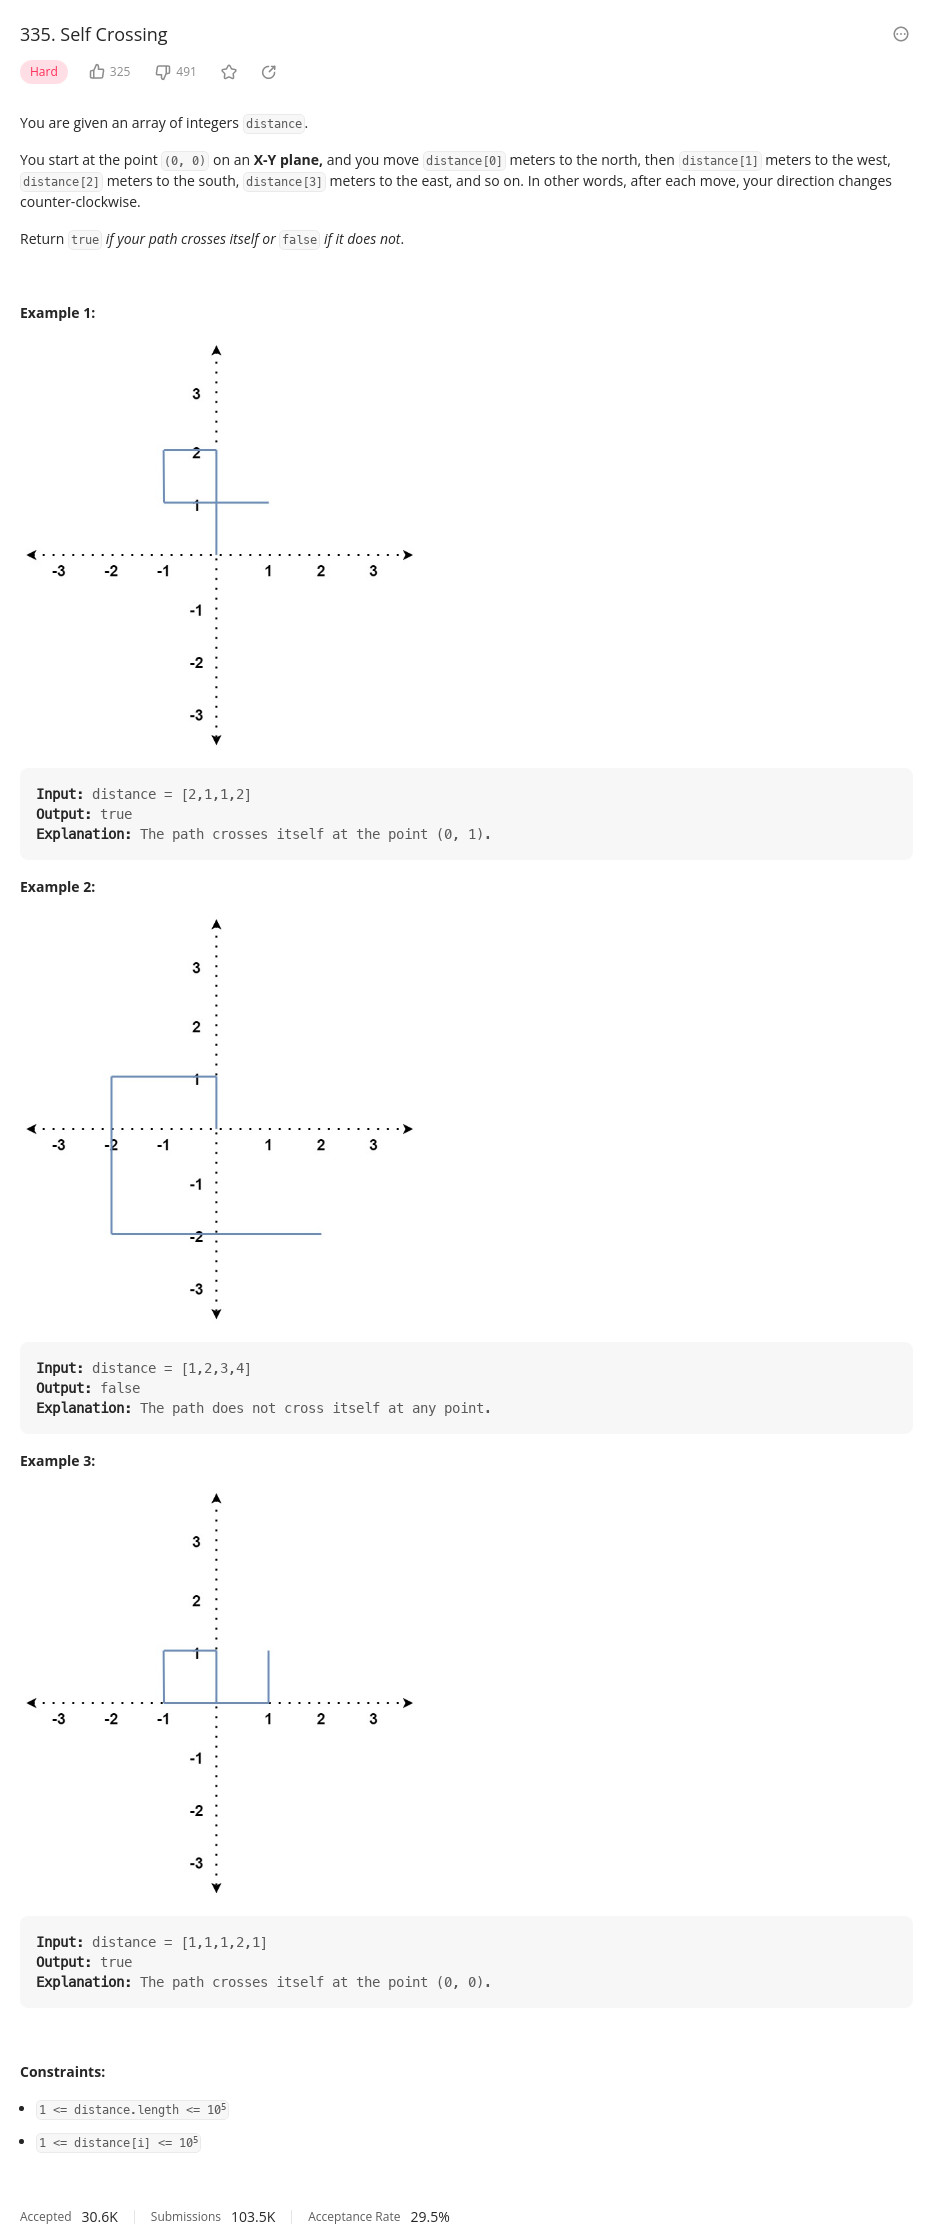 335. Self Crossing
Hard 325 491
You are given an array of integers distance.
You start at the point (0, 0) on an X-Y plane, and you move distance[0] meters to the north, then distance[1] meters to the west,
distance[2] meters to the south, distance[3] meters to the east, and so on. In other words, after each move, your direction changes
counter-clockwise.
Return true if your path crosses itself or false if it does not.
Example 1:
3
2
1
-3 -2 -1 1 2 3
-1
-2
-3
Input: distance = [2,1,1,2]
Output: true
Explanation: The path crosses itself at the point (0, 1).
Example 2:
3
2
1
-3 -2 -1 1 2 3
-1
-2
-3
Input: distance = [1,2,3,4]
Output: false
Explanation: The path does not cross itself at any point.
Example 3:
3
2
1
-3 -2 -1 1 2 3
-1
-2
-3
Input: distance = [1,1,1,2,1]
Output: true
Explanation: The path crosses itself at the point (0, 0).
Constraints:
• 1 <= distance.length <= 10⁵
• 1 <= distance[i] <= 10⁵
Accepted 30.6K Submissions 103.5K Acceptance Rate 29.5%